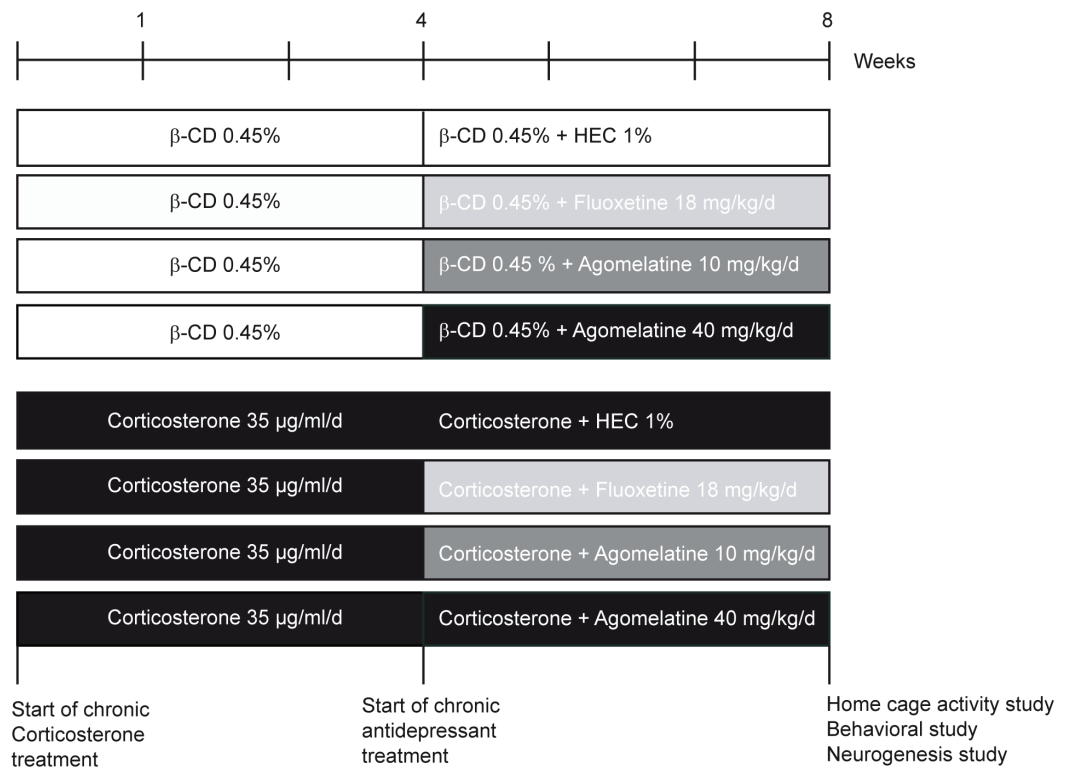 1 4 8
Weeks
β-CD 0.45% β-CD 0.45% + HEC 1%
β-CD 0.45% β-CD 0.45% + Fluoxetine 18 mg/kg/d
β-CD 0.45% β-CD 0.45 % + Agomelatine 10 mg/kg/d
β-CD 0.45% β-CD 0.45% + Agomelatine 40 mg/kg/d
Corticosterone 35 µg/ml/d Corticosterone + HEC 1%
Corticosterone 35 µg/ml/d Corticosterone + Fluoxetine 18 mg/kg/d
Corticosterone 35 µg/ml/d Corticosterone + Agomelatine 10 mg/kg/d
Corticosterone 35 µg/ml/d Corticosterone + Agomelatine 40 mg/kg/d
Start of chronic
Corticosterone
treatment
Start of chronic
antidepressant
treatment
Home cage activity study
Behavioral study
Neurogenesis study